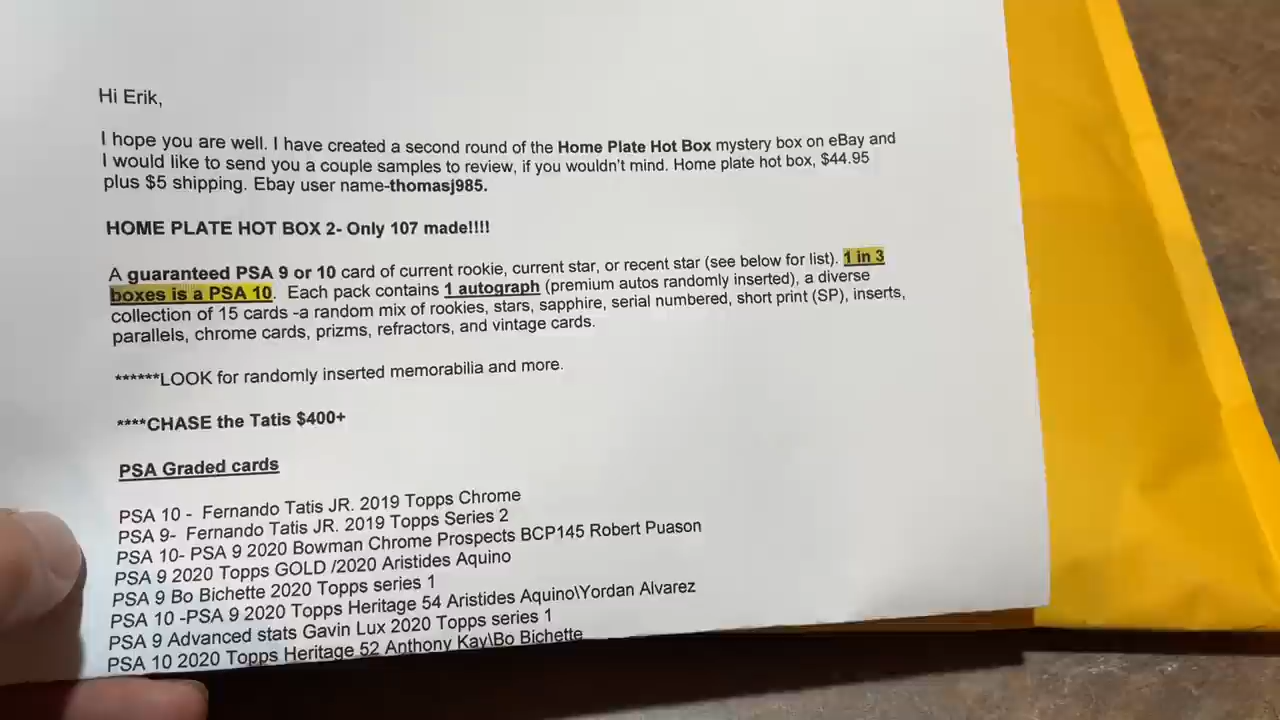 Hi Erik,
I hope you are well. I have created a second round of the Home Plate Hot Box mystery box on eBay and
I would like to send you a couple samples to review, if you wouldn't mind. Home plate hot box, $44.95
plus $5 shipping. Ebay user name-thomasj985.
HOME PLATE HOT BOX 2- Only 107 made!!!!
A guaranteed PSA 9 or 10 card of current rookie, current star, or recent star (see below for list). 1 in 3
boxes is a PSA 10. Each pack contains 1 autograph (premium autos randomly inserted), a diverse
collection of 15 cards -a random mix of rookies, stars, sapphire, serial numbered, short print (SP), inserts,
parallels, chrome cards, prizms, refractors, and vintage cards.
******LOOK for randomly inserted memorabilia and more.
****CHASE the Tatis $400+
PSA Graded cards
PSA 10 - Fernando Tatis JR. 2019 Topps Chrome
PSA 9- Fernando Tatis JR. 2019 Topps Series 2
PSA 10- PSA 9 2020 Bowman Chrome Prospects BCP145 Robert Puason
PSA 9 2020 Topps GOLD /2020 Aristides Aquino
PSA 9 Bo Bichette 2020 Topps series 1
PSA 10 -PSA 9 2020 Topps Heritage 54 Aristides Aquino\Yordan Alvarez
PSA 9 Advanced stats Gavin Lux 2020 Topps series 1
PSA 10 2020 Topps Heritage 52 Anthony Kay\Bo Bichette